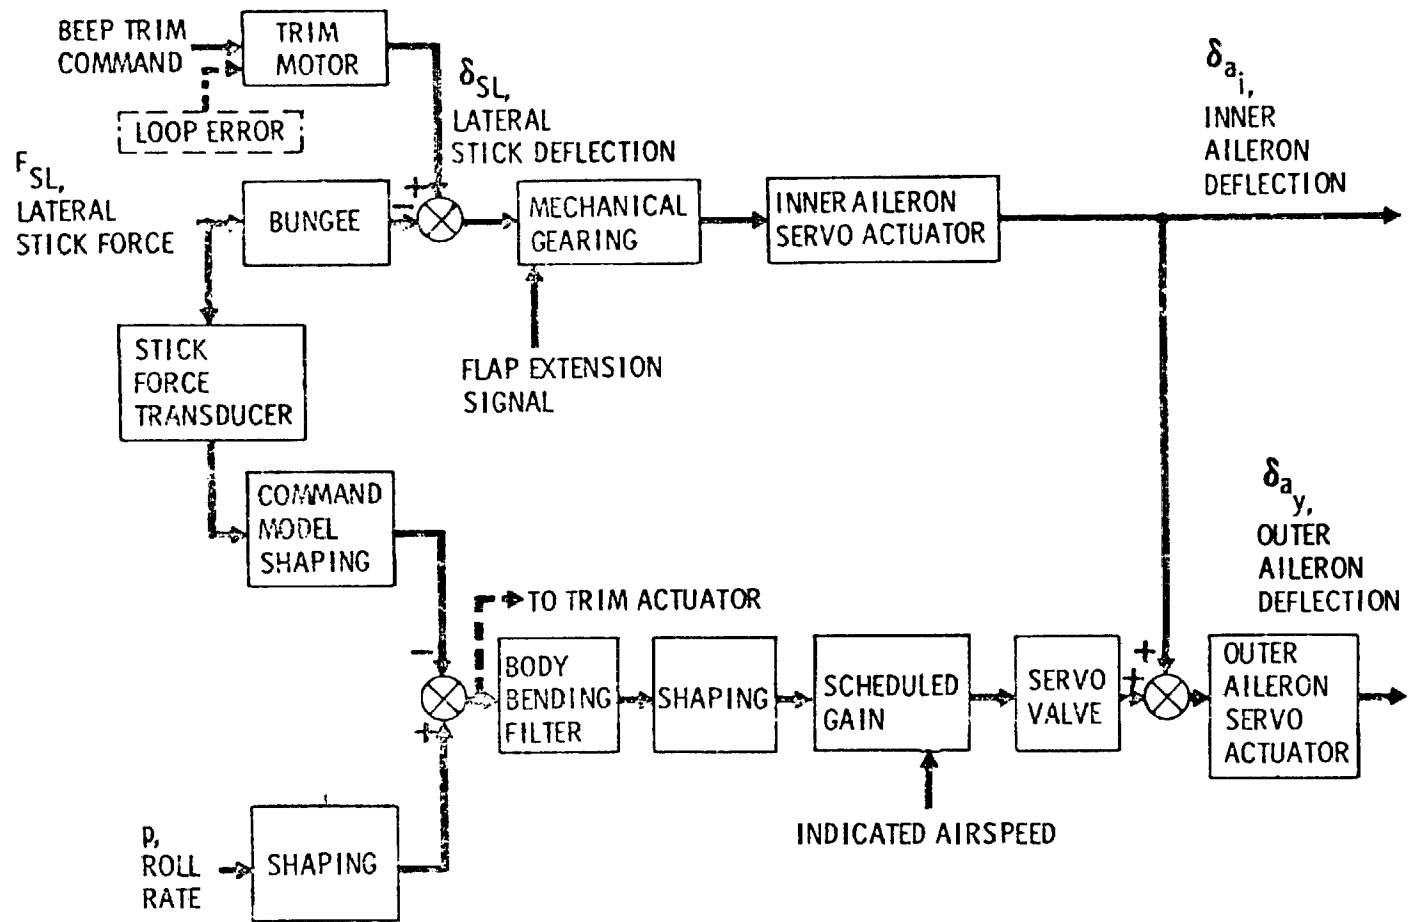 BEEP TRIM
COMMAND
TRIM
MOTOR
LOOP ERROR
δSL,
LATERAL
STICK DEFLECTION
δai,
INNER
AILERON
DEFLECTION
FSL,
LATERAL
STICK FORCE
BUNGEE
+
−
MECHANICAL
GEARING
INNER AILERON
SERVO ACTUATOR
STICK
FORCE
TRANSDUCER
FLAP EXTENSION
SIGNAL
COMMAND
MODEL
SHAPING
δay,
OUTER
AILERON
DEFLECTION
TO TRIM ACTUATOR
−
+
BODY
BENDING
FILTER
SHAPING
SCHEDULED
GAIN
SERVO
VALVE
+
+
OUTER
AILERON
SERVO
ACTUATOR
INDICATED AIRSPEED
p,
ROLL
RATE
SHAPING